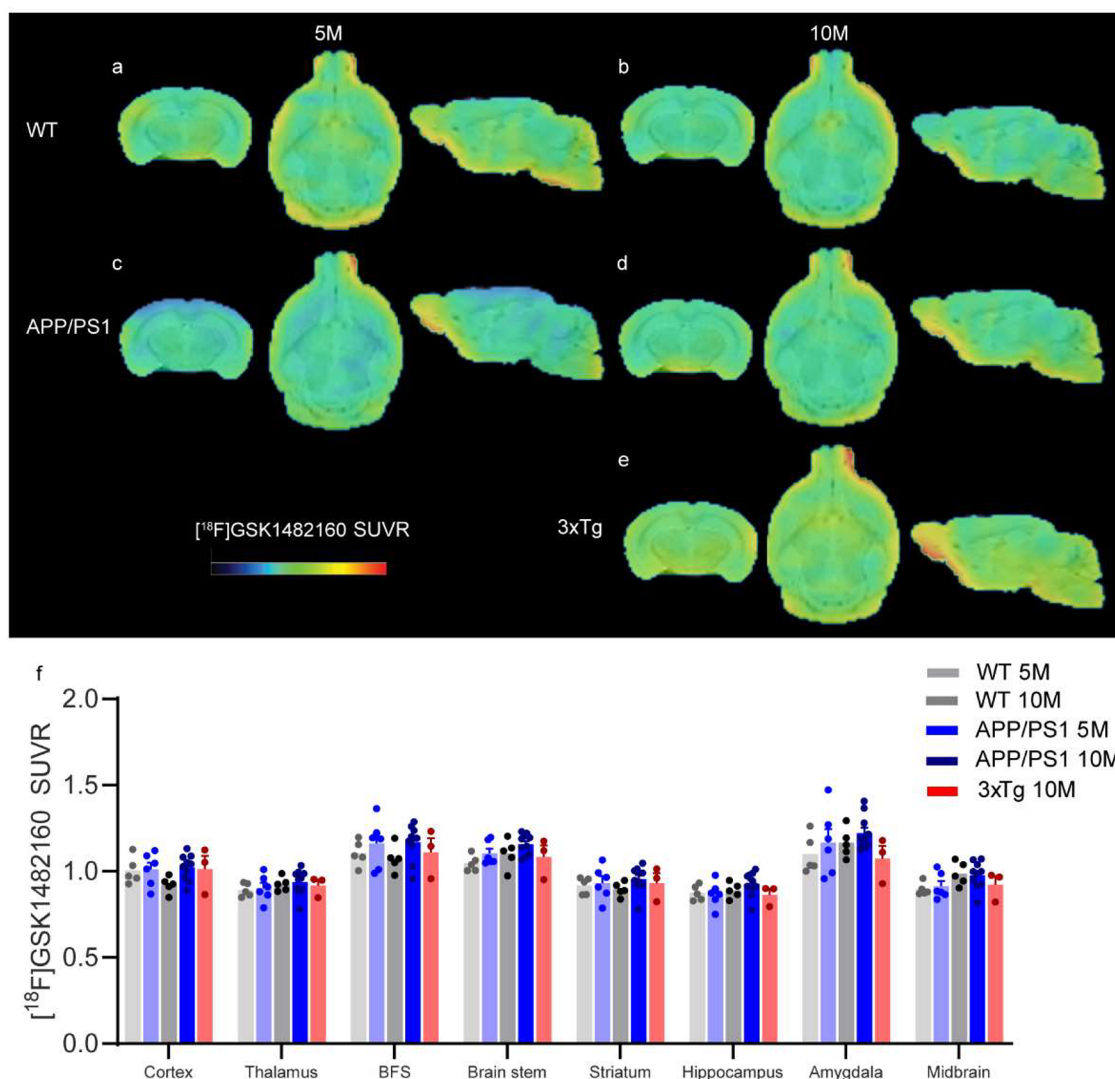 5M
10M
a
b
WT
c
d
APP/PS1
e
[¹⁸F]GSK1482160 SUVR
3xTg
f
WT 5M
WT 10M
APP/PS1 5M
APP/PS1 10M
3xTg 10M
[¹⁸F]GSK1482160 SUVR
2.0
1.5
1.0
0.5
0.0
Cortex
Thalamus
BFS
Brain stem
Striatum
Hippocampus
Amygdala
Midbrain